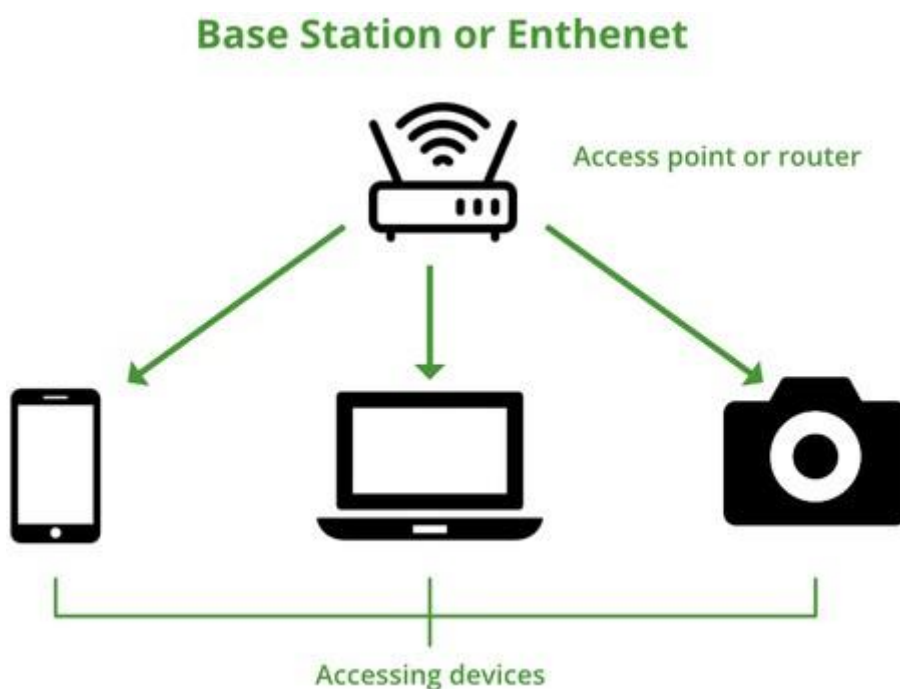 Base Station or Enthenet
Access point or router
Accessing devices